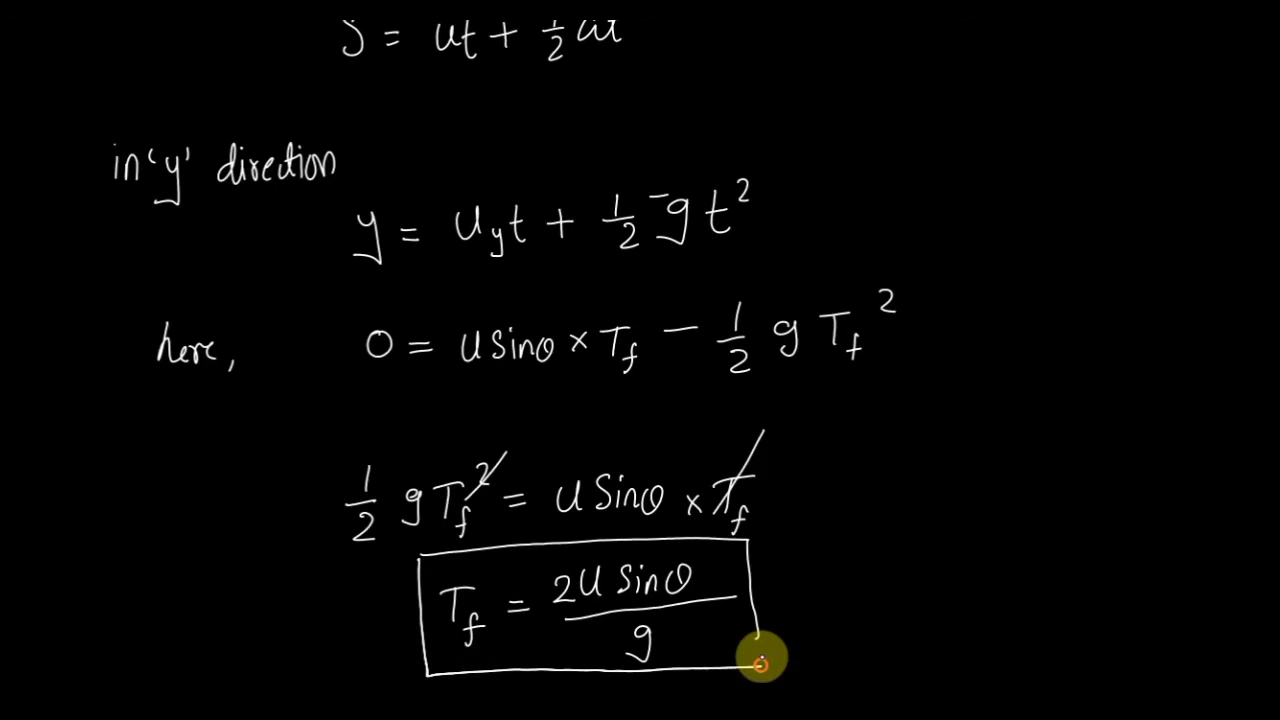 S = ut + 1/2 at
in 'y' direction
y = u_y t + 1/2 -g t²
here, 0 = u sinθ × T_f - 1/2 g T_f²
1/2 g T_f² = u sinθ × T_f
T_f = 2u sinθ / g